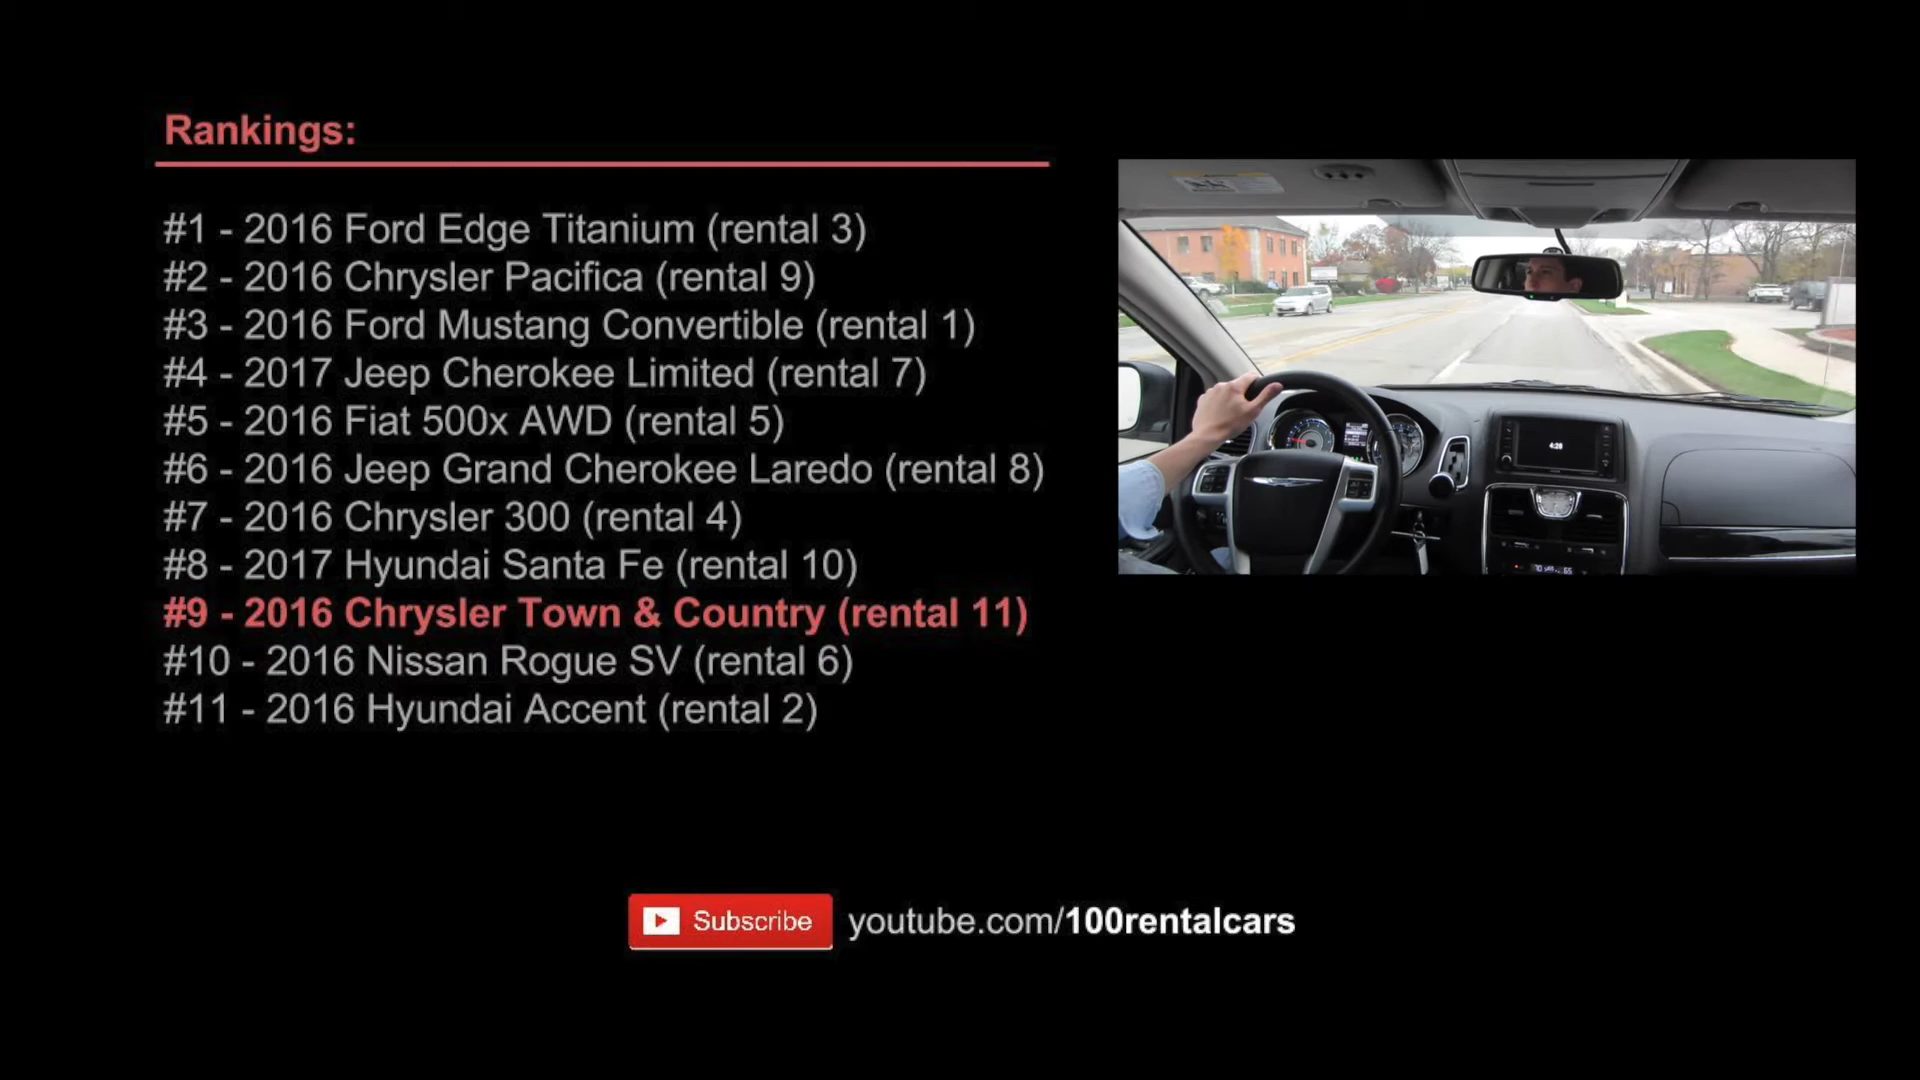 Rankings:
#1 - 2016 Ford Edge Titanium (rental 3)
#2 - 2016 Chrysler Pacifica (rental 9)
#3 - 2016 Ford Mustang Convertible (rental 1)
#4 - 2017 Jeep Cherokee Limited (rental 7)
#5 - 2016 Fiat 500x AWD (rental 5)
#6 - 2016 Jeep Grand Cherokee Laredo (rental 8)
#7 - 2016 Chrysler 300 (rental 4)
#8 - 2017 Hyundai Santa Fe (rental 10)
#9 - 2016 Chrysler Town & Country (rental 11)
#10 - 2016 Nissan Rogue SV (rental 6)
#11 - 2016 Hyundai Accent (rental 2)
4:28
Subscribe youtube.com/100rentalcars